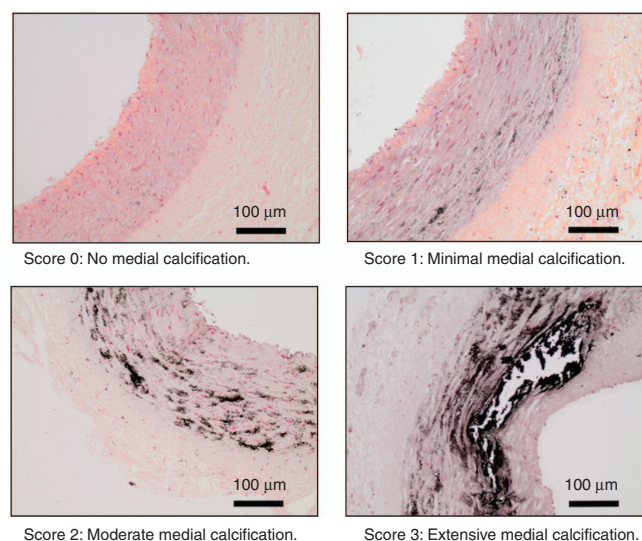 100 μm
100 μm
Score 0: No medial calcification.
Score 1: Minimal medial calcification.
100 μm
100 μm
Score 2: Moderate medial calcification.
Score 3: Extensive medial calcification.